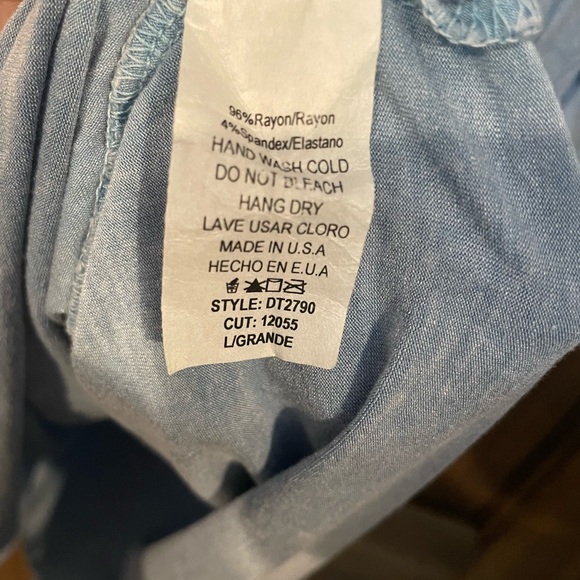 96%Rayon/Rayon
4%Spandex/Elastano
HAND WASH COLD
DO NOT BLEACH
HANG DRY
LAVE USAR CLORO
MADE IN U.S.A
HECHO EN E.U.A
STYLE: DT2790
CUT: 12055
L/GRANDE